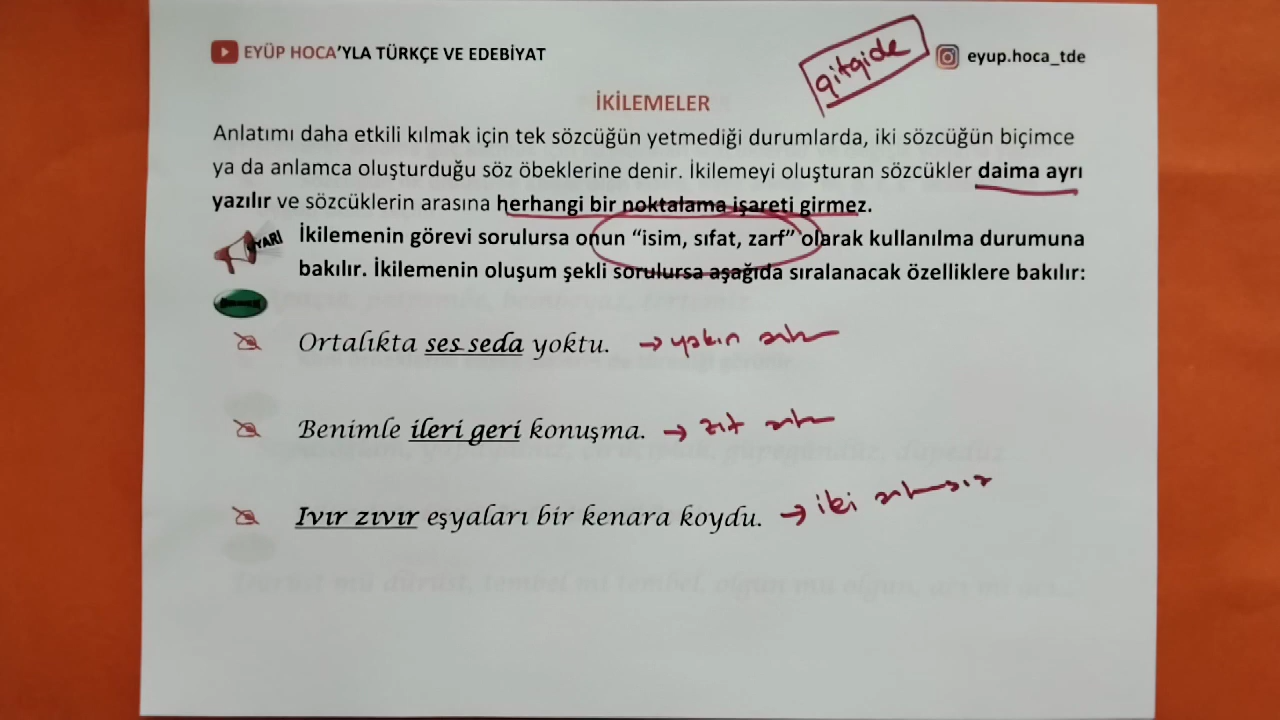 EYÜP HOCA'YLA TÜRKÇE VE EDEBİYAT
gitgide
eyup.hoca_tde
İKİLEMELER
Anlatımı daha etkili kılmak için tek sözcüğün yetmediği durumlarda, iki sözcüğün biçimce
ya da anlamca oluşturduğu söz öbeklerine denir. İkilemeyi oluşturan sözcükler daima ayrı
yazılır ve sözcüklerin arasına herhangi bir noktalama işareti girmez.
İkilemenin görevi sorulursa onun “isim, sıfat, zarf” olarak kullanılma durumuna
bakılır. İkilemenin oluşum şekli sorulursa aşağıda sıralanacak özelliklere bakılır:
Ortalıkta ses seda yoktu. → yakın
Benimle ileri geri konuşma. → zıt
Ivır zıvır eşyaları bir kenara koydu. → iki